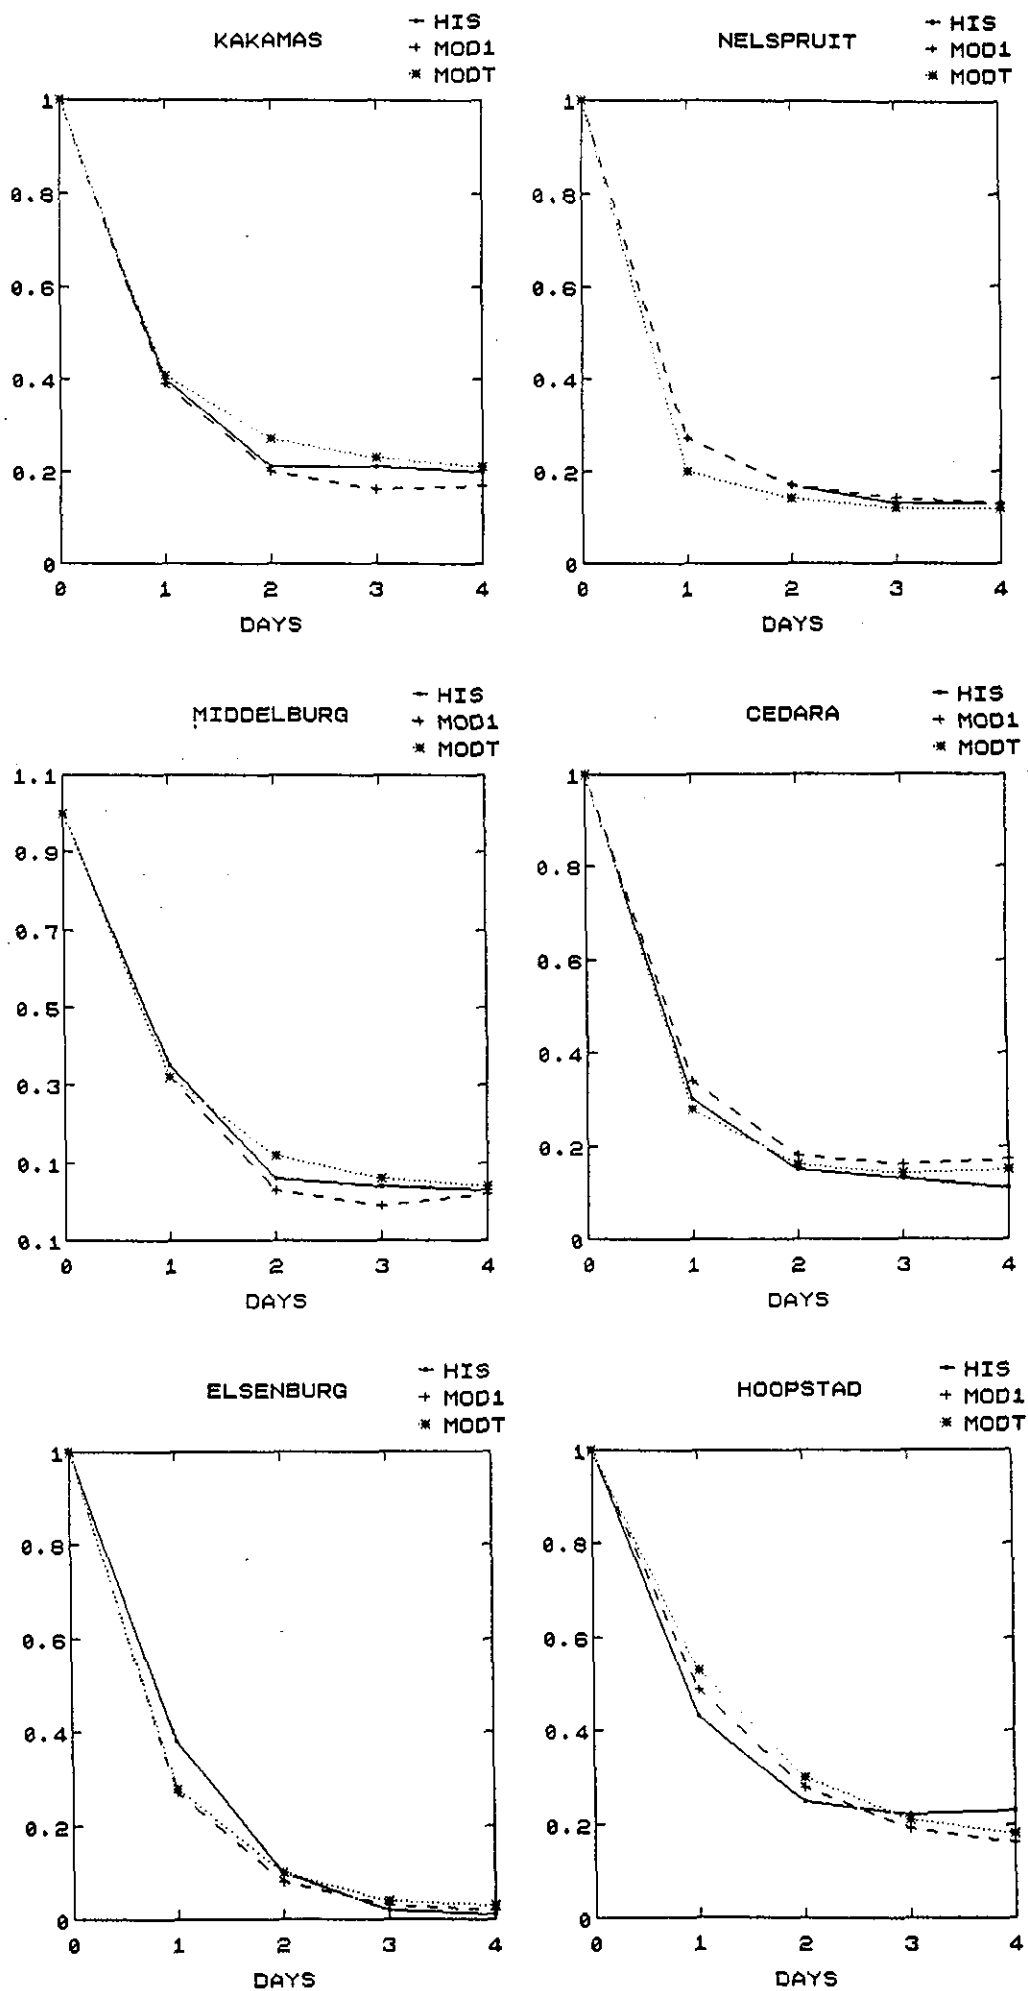 KAKAMAS
HIS
MOD1
MODT
1
0.8
0.6
0.4
0.2
0
0 1 2 3 4
DAYS
NELSPRUIT
HIS
MOD1
MODT
1
0.8
0.6
0.4
0.2
0
0 1 2 3 4
DAYS
MIDDELBURG
HIS
MOD1
MODT
1.1
0.9
0.7
0.5
0.3
0.1
0.1
0 1 2 3 4
DAYS
CEDARA
HIS
MOD1
MODT
1
0.8
0.6
0.4
0.2
0
0 1 2 3 4
DAYS
ELSENBURG
HIS
MOD1
MODT
1
0.8
0.6
0.4
0.2
0
0 1 2 3 4
DAYS
HOOPSTAD
HIS
MOD1
MODT
1
0.8
0.6
0.4
0.2
0
0 1 2 3 4
DAYS